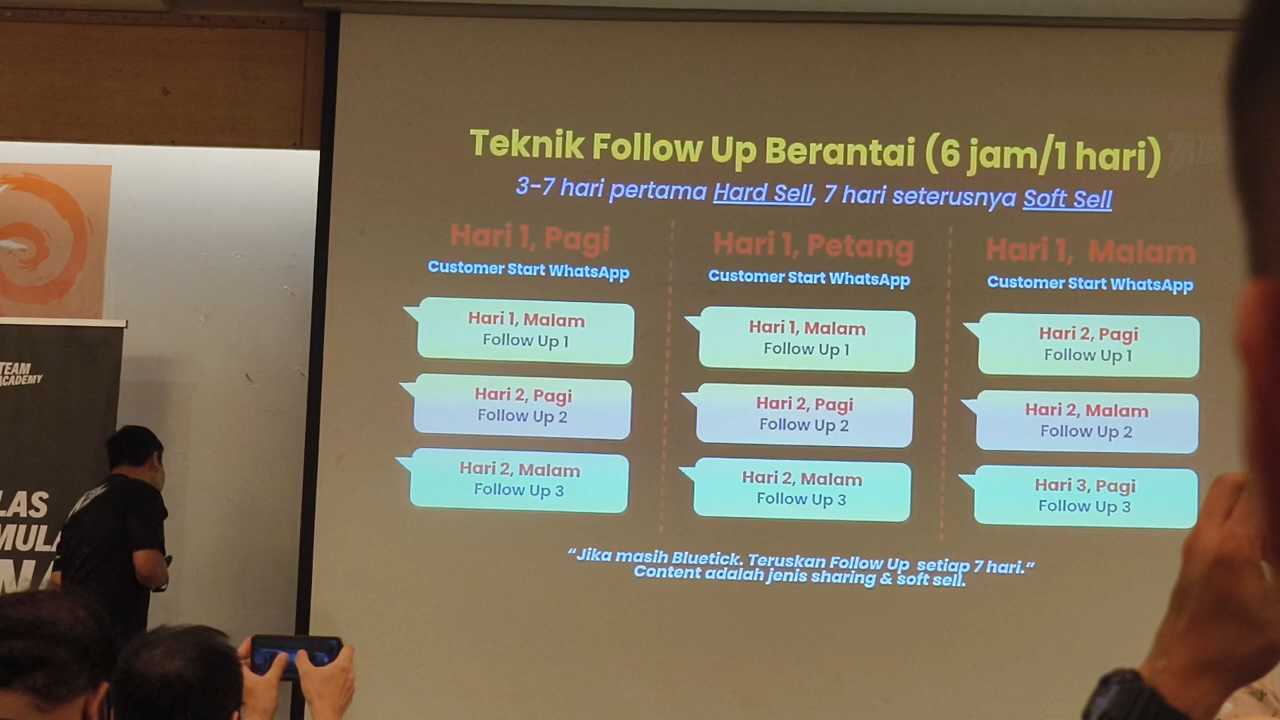 Teknik Follow Up Berantai (6 jam/1 hari)
3-7 hari pertama Hard Sell, 7 hari seterusnya Soft Sell
Hari 1, Pagi
Customer Start WhatsApp
Hari 1, Malam
Follow Up 1
Hari 2, Pagi
Follow Up 2
Hari 2, Malam
Follow Up 3
Hari 1, Petang
Customer Start WhatsApp
Hari 1, Malam
Follow Up 1
Hari 2, Pagi
Follow Up 2
Hari 2, Malam
Follow Up 3
Hari 1, Malam
Customer Start WhatsApp
Hari 2, Pagi
Follow Up 1
Hari 2, Malam
Follow Up 2
Hari 3, Pagi
Follow Up 3
“Jika masih Bluetick. Teruskan Follow Up setiap 7 hari.“
Content adalah jenis sharing & soft sell.
TEAM
ACADEMY